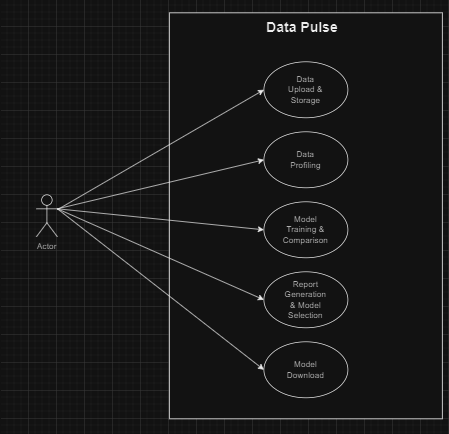 Data Pulse
Data
Upload &
Storage
Data
Profiling
Model
Training &
Comparison
Actor
Report
Generation
& Model
Selection
Model
Download